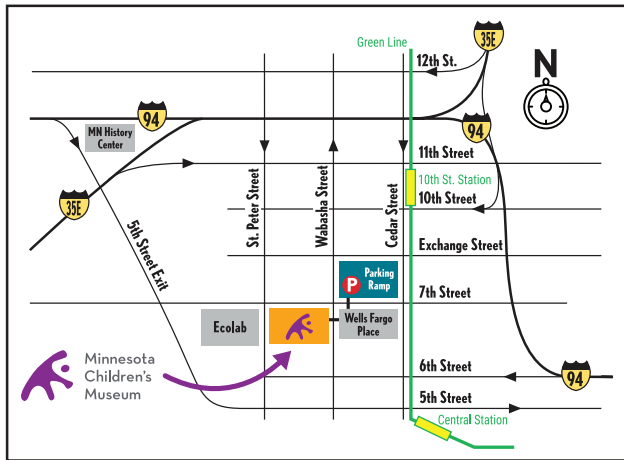 Green Line
35E
12th St.
N
94
MN History
Center
94
11th Street
10th St. Station
10th Street
35E
St. Peter Street
Wabasha Street
Cedar Street
5th Street Exit
Exchange Street
P
Parking
Ramp
7th Street
Ecolab
Wells Fargo
Place
Minnesota
Children's
Museum
6th Street
94
5th Street
Central Station